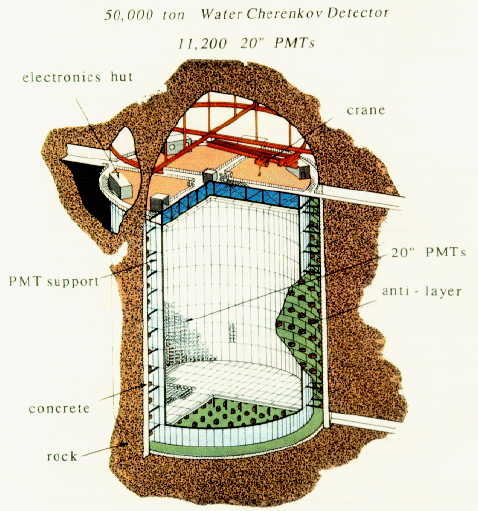 50,000 ton Water Cherenkov Detector
11,200 20" PMTs
electronics hut
crane
20" PMTs
PMT support
anti-layer
concrete
rock